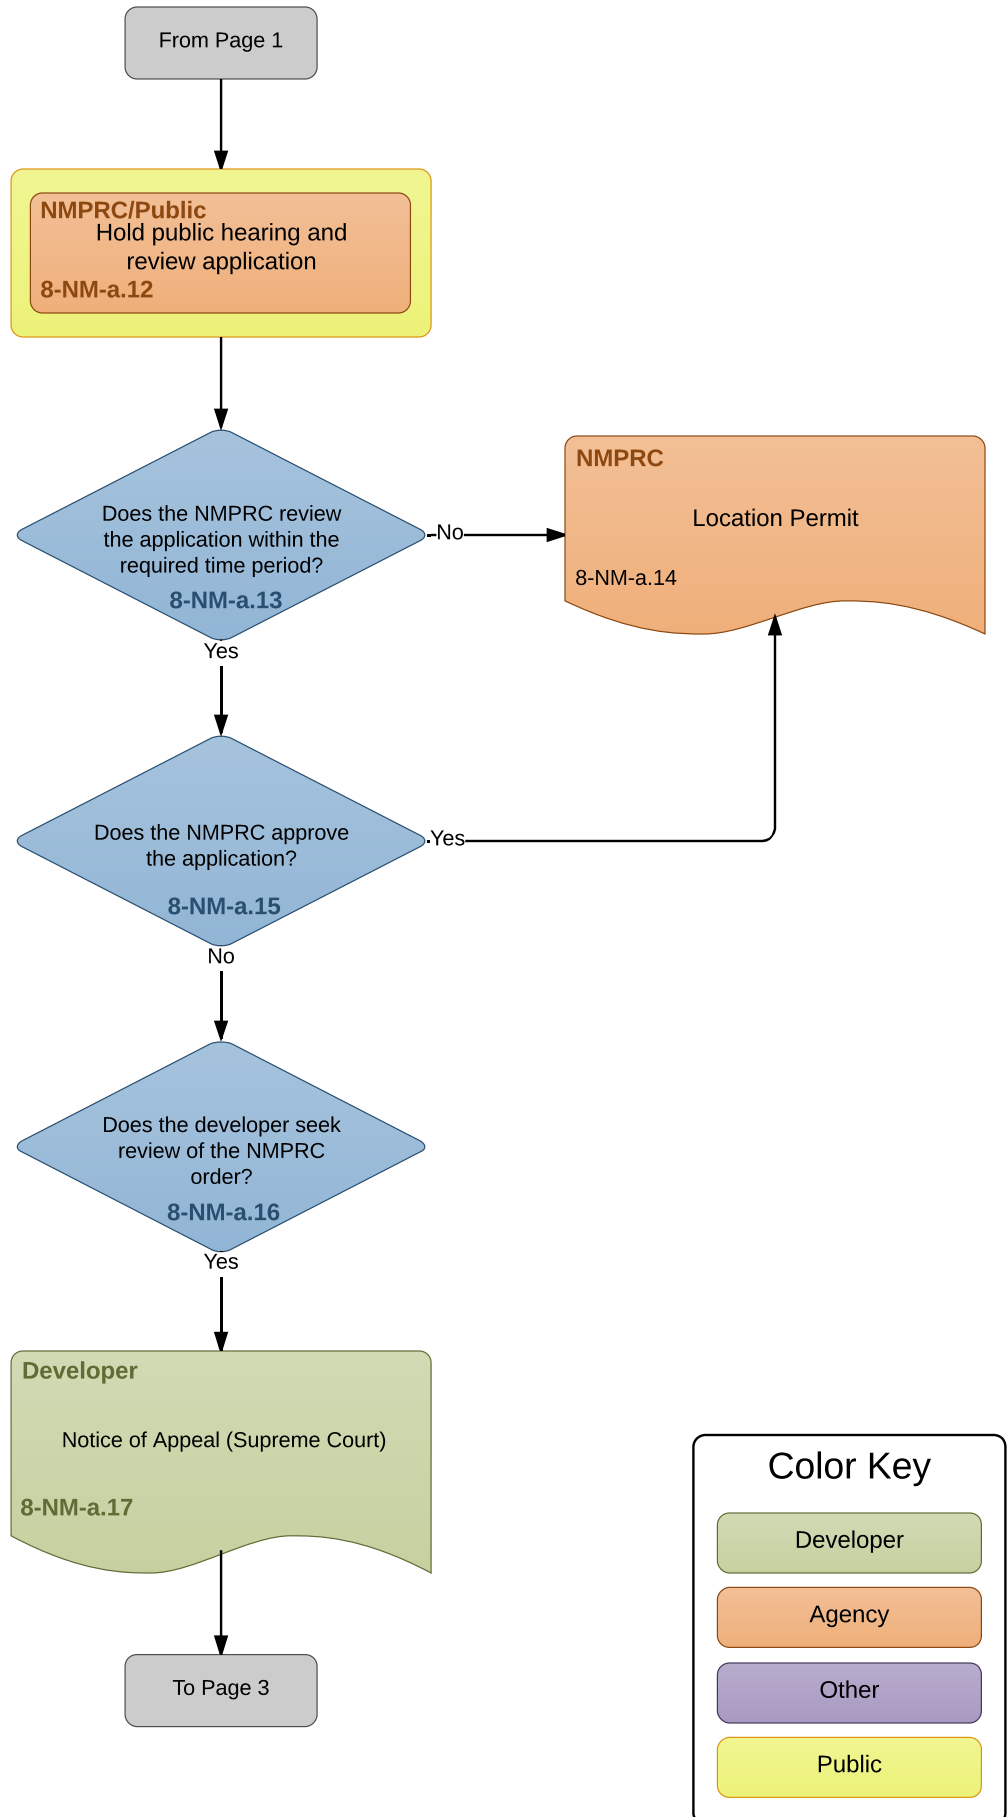 From Page 1
NMPRC/Public
Hold public hearing and
review application
8-NM-a.12
Does the NMPRC review
the application within the
required time period?
8-NM-a.13
No
NMPRC
Location Permit
8-NM-a.14
Yes
Does the NMPRC approve
the application?
8-NM-a.15
Yes
No
Does the developer seek
review of the NMPRC
order?
8-NM-a.16
Yes
Developer
Notice of Appeal (Supreme Court)
8-NM-a.17
To Page 3
Color Key
Developer
Agency
Other
Public